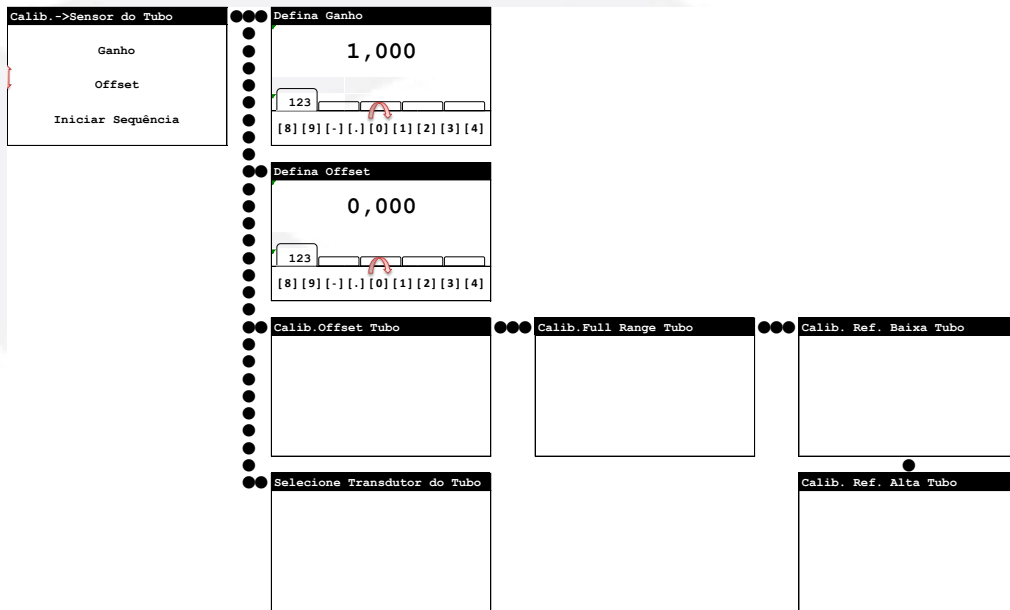 Calib.->Sensor do Tubo
Ganho
Offset
Iniciar Sequência
Defina Ganho
1,000
123
[8][9][-][.][0][1][2][3][4]
Defina Offset
0,000
123
[8][9][-][.][0][1][2][3][4]
Calib.Offset Tubo
Calib.Full Range Tubo
Calib. Ref. Baixa Tubo
Selecione Transdutor do Tubo
Calib. Ref. Alta Tubo